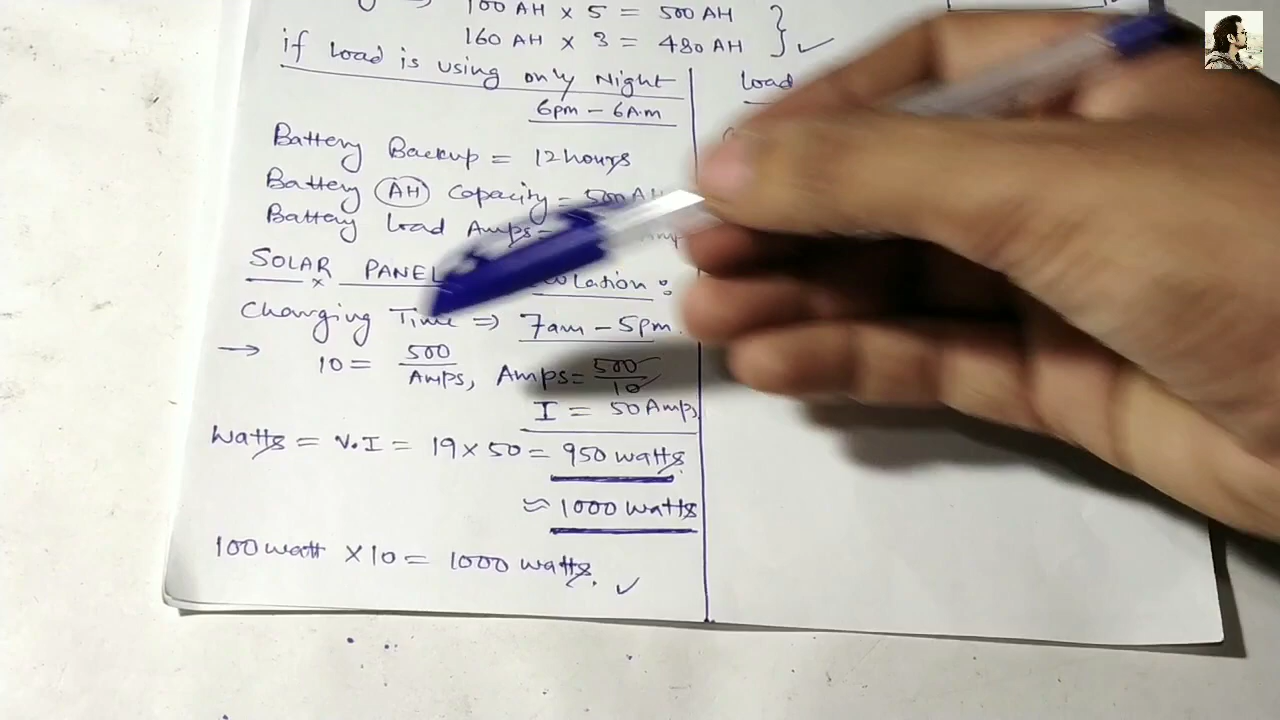 100 AH x 5 = 500 AH
160 AH x 3 = 480 AH
if Load is using only Night
6pm - 6A.m
Battery Backup = 12 hours
Battery AH Capacity = 500 AH
Battery Load Amps =
SOLAR PANEL
Charging Time => 7am - 5pm.
→ 10 = 500/Amps, Amps = 500/10
I = 50 Amps
Watts = V.I = 19 x 50 = 950 watts.
≈ 1000 watts
100 watt x 10 = 1000 watts.
Load